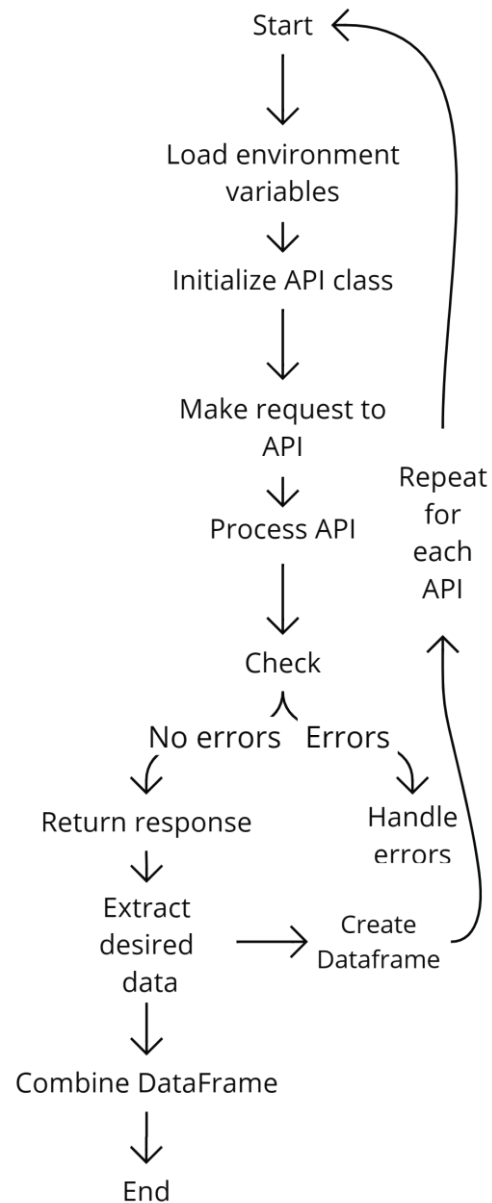 Start
Load environment
variables
Initialize API class
Make request to
API
Process API
Check
No errors
Errors
Return response
Handle
errors
Extract
desired
data
Create
Dataframe
Repeat
for
each
API
Combine DataFrame
End